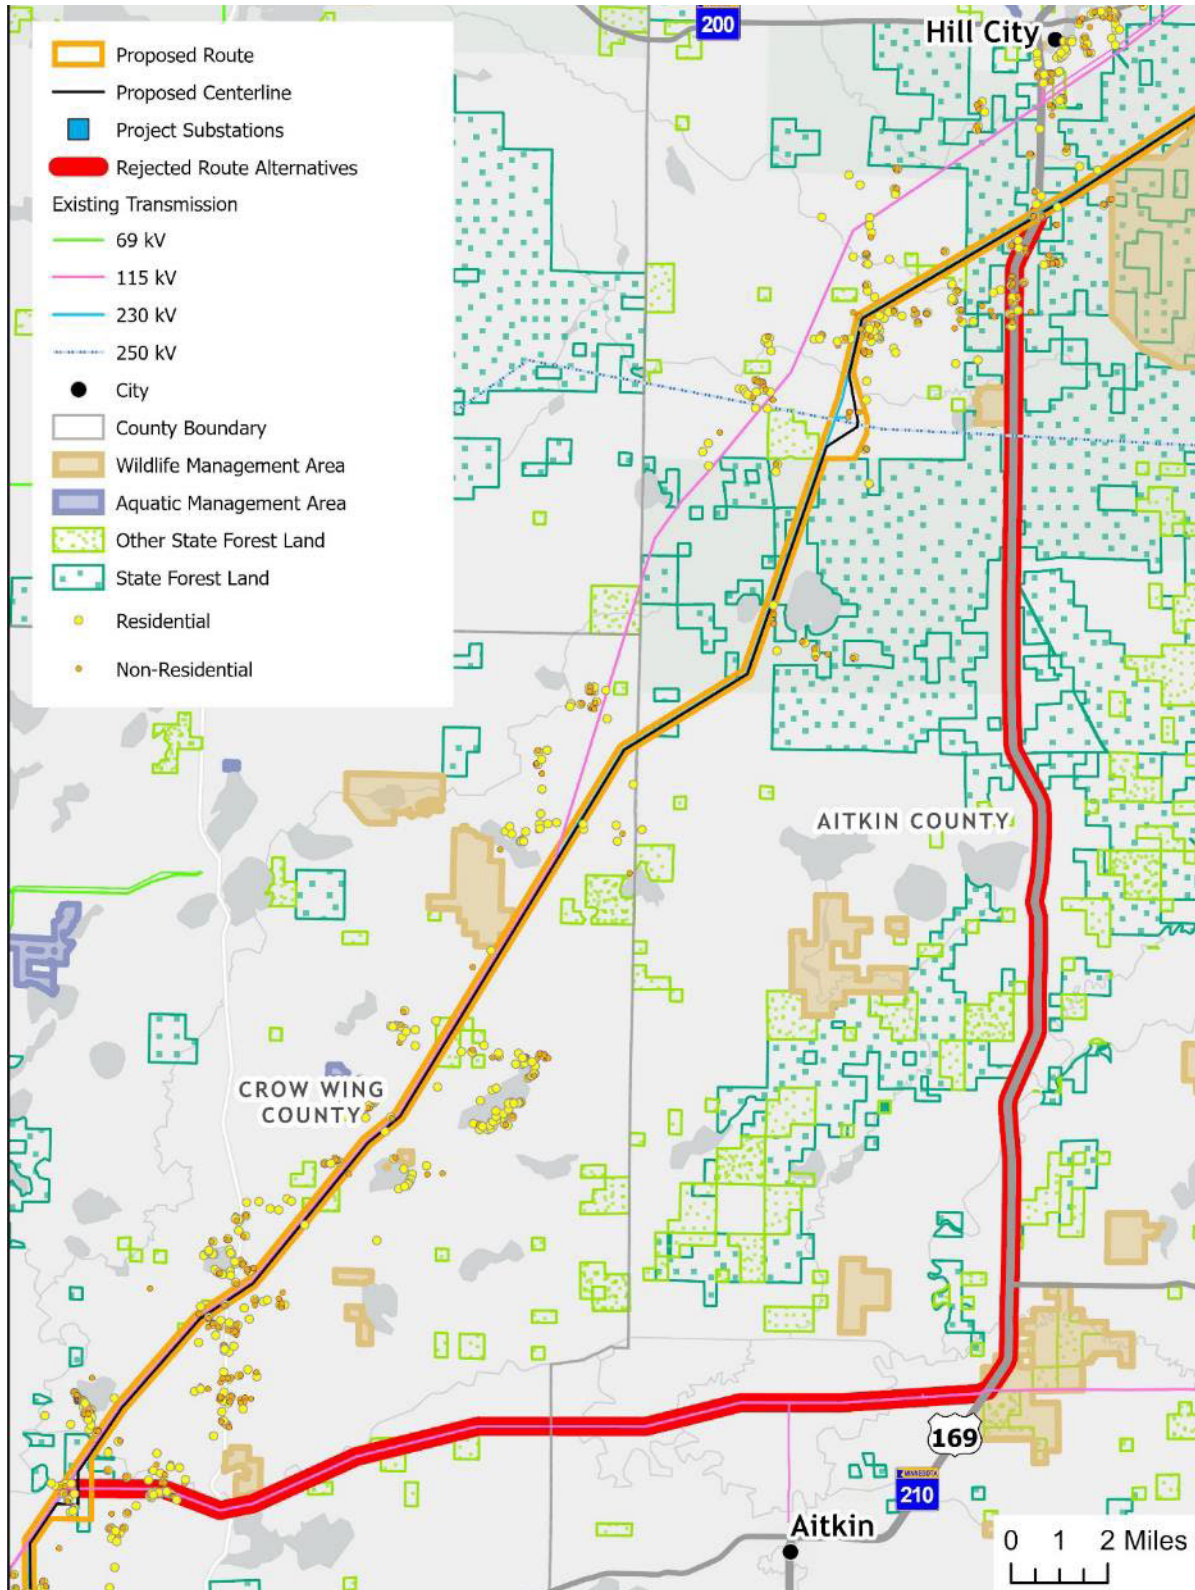 200
Hill City
Proposed Route
Proposed Centerline
Project Substations
Rejected Route Alternatives
Existing Transmission
69 kV
115 kV
230 kV
250 kV
City
County Boundary
Wildlife Management Area
Aquatic Management Area
Other State Forest Land
State Forest Land
Residential
Non-Residential
AITKIN COUNTY
CROW WING
COUNTY
169
MINNESOTA
210
Aitkin
0 1 2 Miles